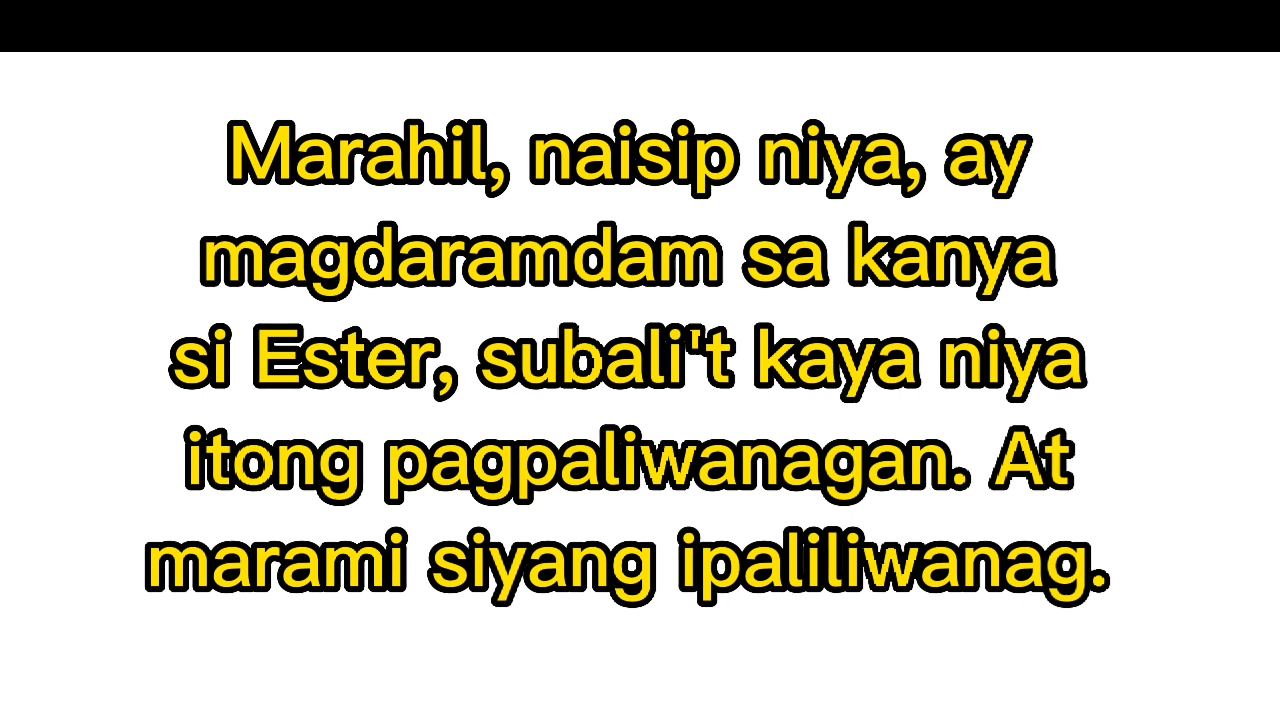 Marahil, naisip niya, ay
magdaramdam sa kanya
si Ester, subali't kaya niya
itong pagpaliwanagan. At
marami siyang ipaliliwanag.